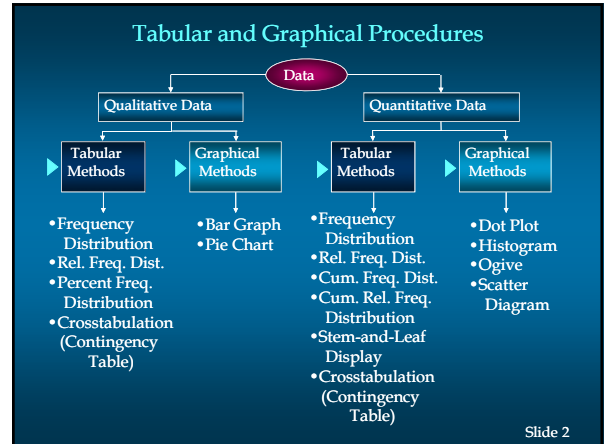 Tabular and Graphical Procedures
Data
Qualitative Data
Quantitative Data
Tabular
Methods
Graphical
Methods
Tabular
Methods
Graphical
Methods
•Frequency
Distribution
•Rel. Freq. Dist.
•Percent Freq.
Distribution
•Crosstabulation
(Contingency
Table)
•Bar Graph
•Pie Chart
•Frequency
Distribution
•Rel. Freq. Dist.
•Cum. Freq. Dist.
•Cum. Rel. Freq.
Distribution
•Stem-and-Leaf
Display
•Crosstabulation
(Contingency
Table)
•Dot Plot
•Histogram
•Ogive
•Scatter
Diagram
Slide 2